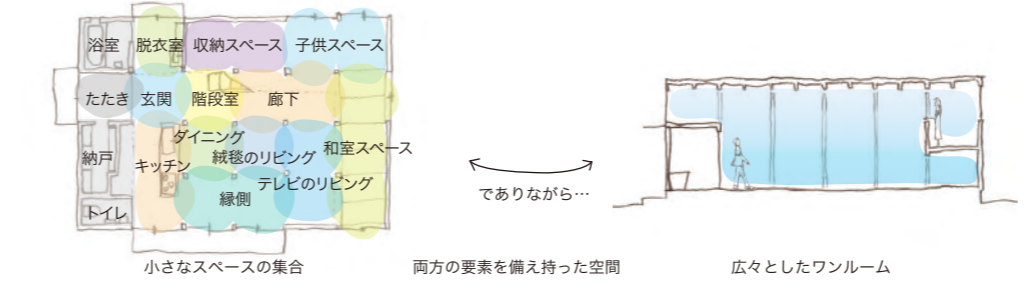 浴室
脱衣室
収納スペース
子供スペース
たたき
玄関
階段室
廊下
ダイニング
和室スペース
納戸
キッチン
絨毯のリビング
テレビのリビング
縁側
トイレ
でありながら…
小さなスペースの集合
両方の要素を備え持った空間
広々としたワンルーム